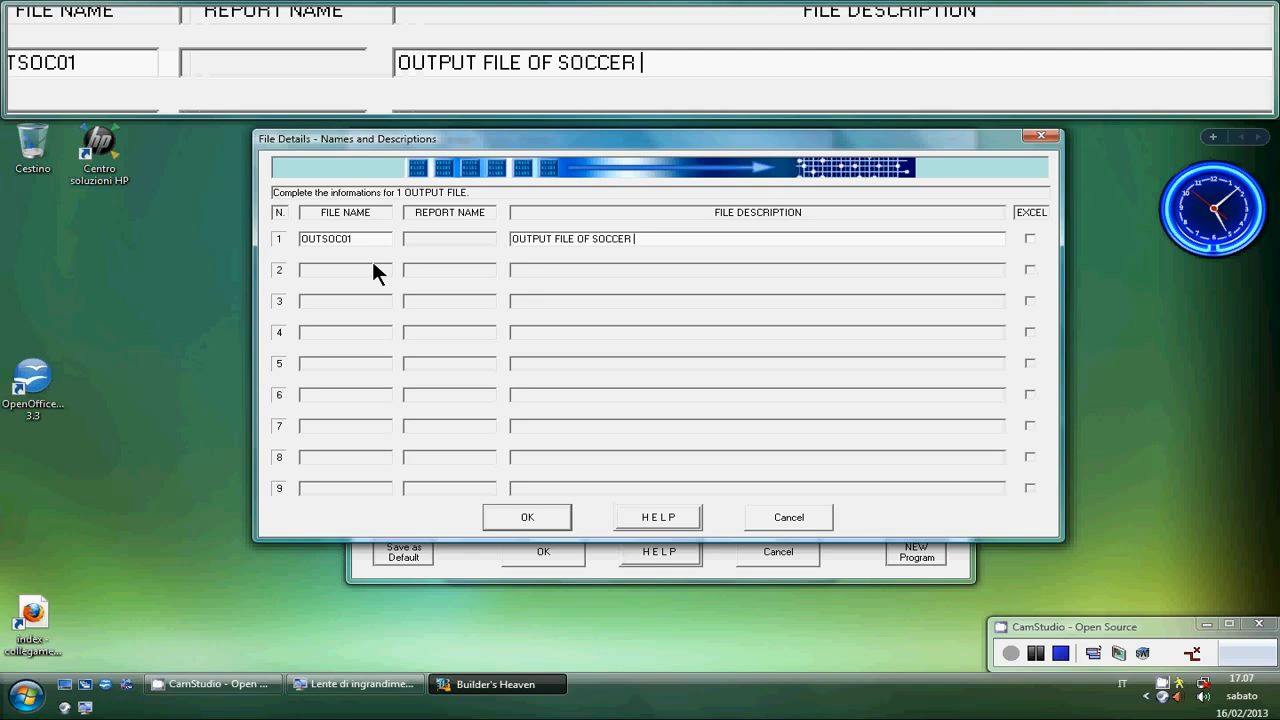 FILE NAME REPORT NAME FILE DESCRIPTION
TSOC01 OUTPUT FILE OF SOCCER
Cestino
Centro
soluzioni HP
File Details - Names and Descriptions
Complete the informations for 1 OUTPUT FILE.
N. FILE NAME REPORT NAME FILE DESCRIPTION EXCEL
1 OUTSOC01 OUTPUT FILE OF SOCCER
2
3
4
5
6
7
8
9
OK HELP Cancel
Save as
Default
OK HELP Cancel
NEW
Program
OpenOffice...
3.3
index -
collegame...
CamStudio - Open Source
CamStudio - Open ...
Lente di ingrandime...
Builder's Heaven
IT
17.07
sabato
16/02/2013